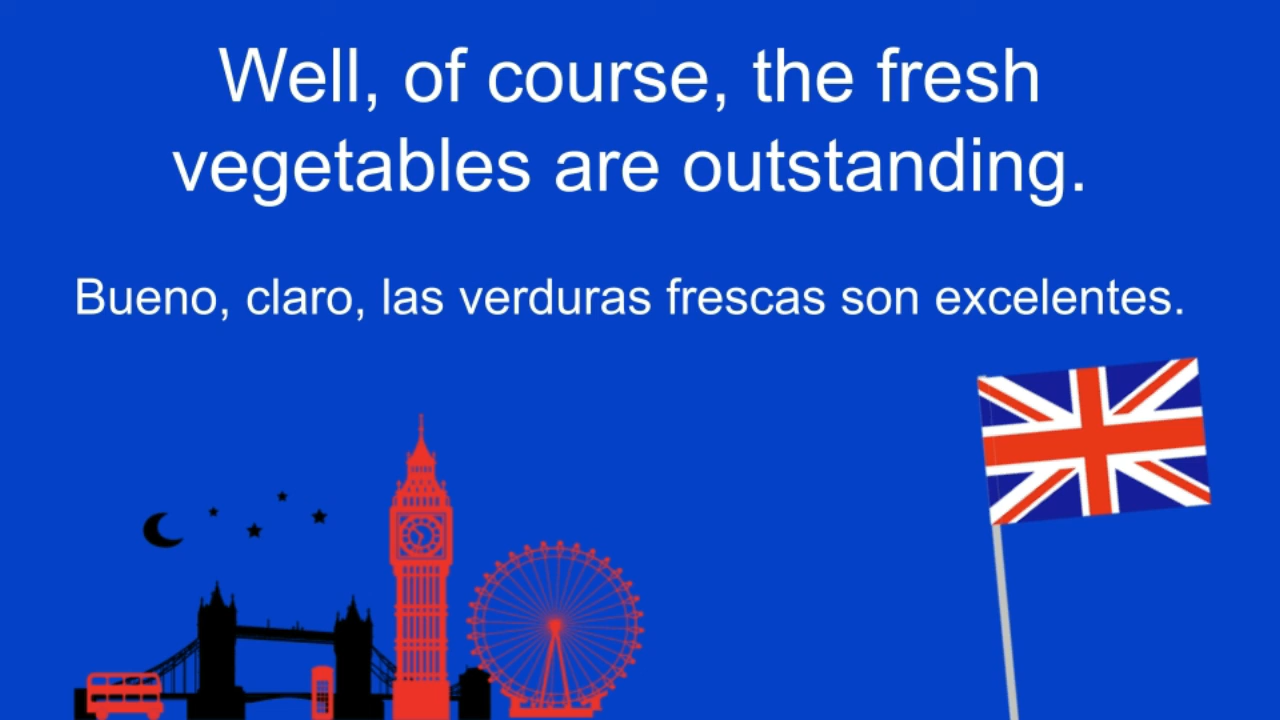 Well, of course, the fresh
vegetables are outstanding.
Bueno, claro, las verduras frescas son excelentes.